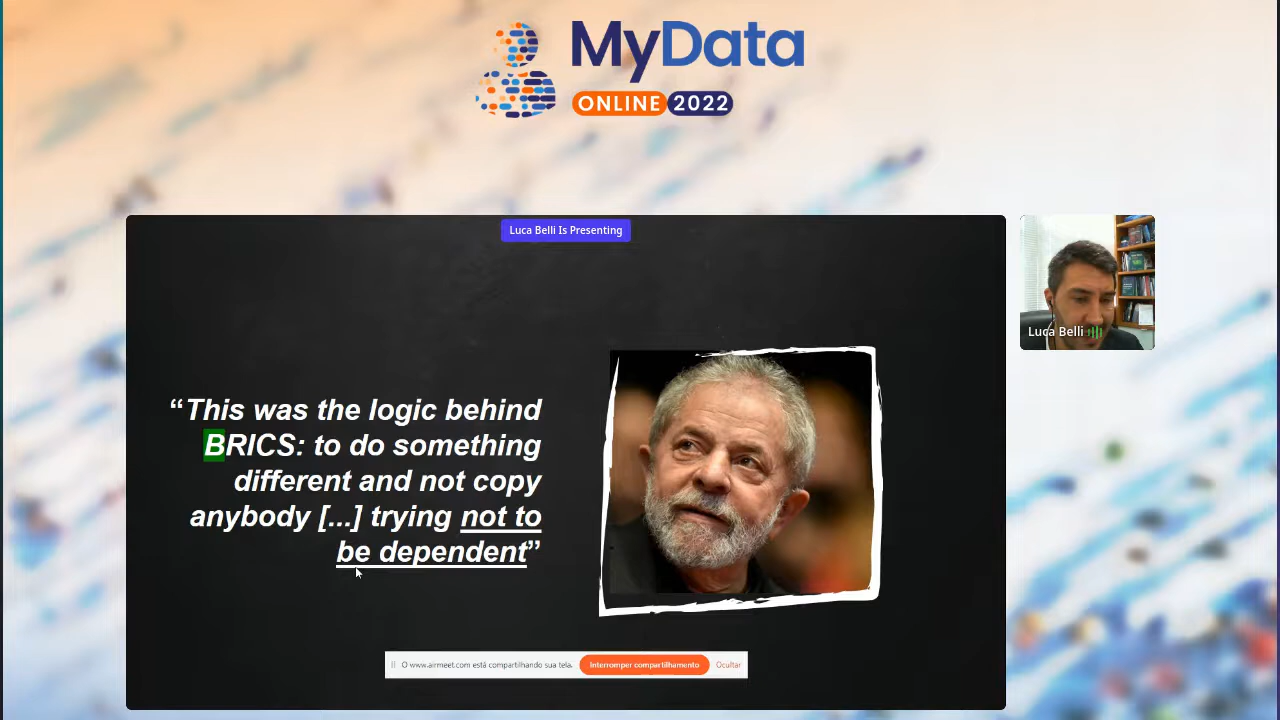 MyData
ONLINE 2022
Luca Belli Is Presenting
“This was the logic behind
BRICS: to do something
different and not copy
anybody [...] trying not to
be dependent”
Luca Belli
O www.airmeet.com está compartilhando sua tela. Interromper compartilhamento Ocultar